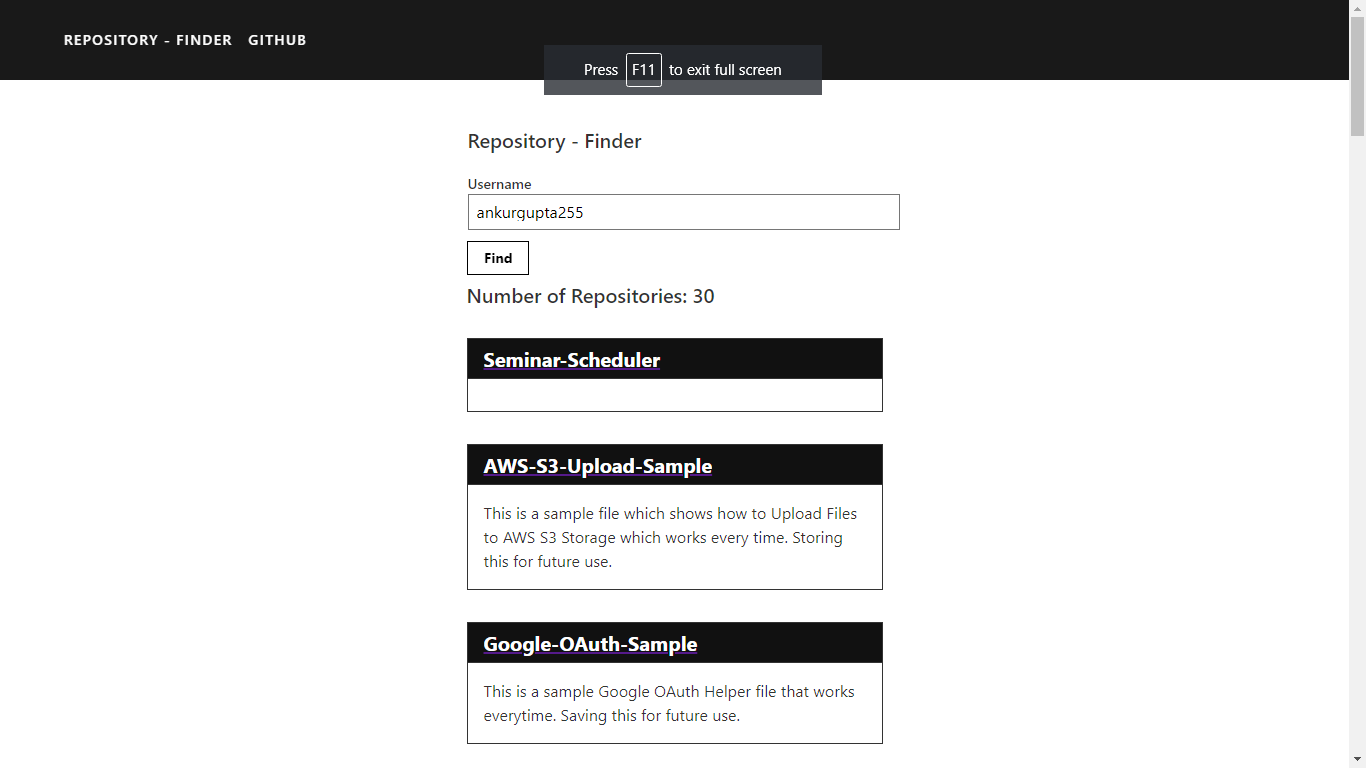 REPOSITORY - FINDER GITHUB
Press F11 to exit full screen
Repository - Finder
Username
ankurgupta255
Find
Number of Repositories: 30
Seminar-Scheduler
AWS-S3-Upload-Sample
This is a sample file which shows how to Upload Files
to AWS S3 Storage which works every time. Storing
this for future use.
Google-OAuth-Sample
This is a sample Google OAuth Helper file that works
everytime. Saving this for future use.